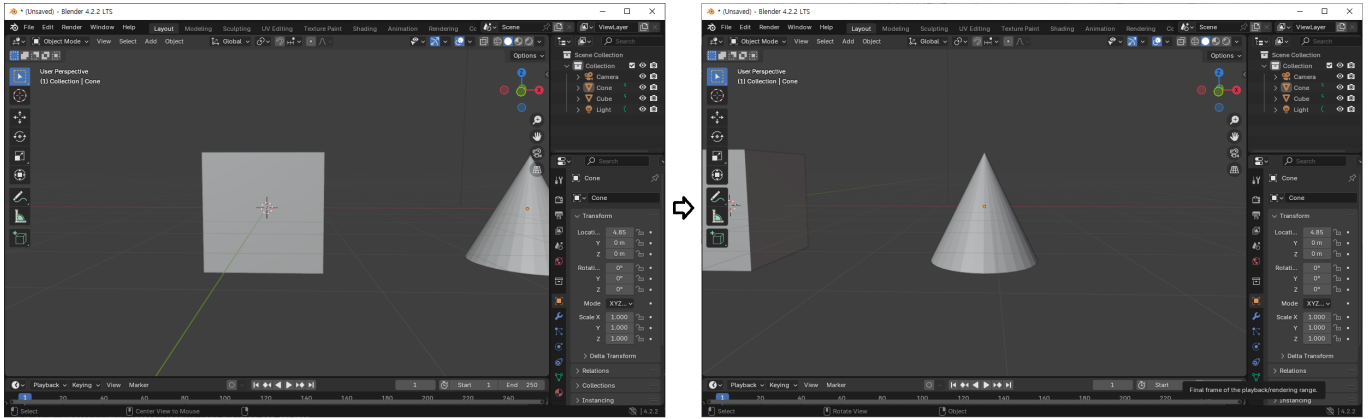 * (Unsaved) - Blender 4.2.2 LTS
File Edit Render Window Help Layout Modeling Sculpting UV Editing Texture Paint Shading Animation Rendering Cc Scene ViewLayer
Object Mode View Select Add Object Global Search
Options
User Perspective
(1) Collection | Cone
Z
X
Scene Collection
Collection
Camera
Cone
Cube
Light
Search
Cone
Cone
Transform
Locati... 4.85
Y 0 m
Z 0 m
Rotati... 0°
Y 0°
Z 0°
Mode XYZ...
Scale X 1.000
Y 1.000
Z 1.000
Delta Transform
Relations
Collections
Instancing
Playback Keying View Marker 1 Start 1 End 250
1 20 40 60 80 100 120 140 160 180 200 220 240
Select Center View to Mouse 4.2.2
* (Unsaved) - Blender 4.2.2 LTS
File Edit Render Window Help Layout Modeling Sculpting UV Editing Texture Paint Shading Animation Rendering Cc Scene ViewLayer
Object Mode View Select Add Object Global Search
Options
User Perspective
(1) Collection | Cone
Z
X
Scene Collection
Collection
Camera
Cone
Cube
Light
Search
Cone
Cone
Transform
Locati... 4.85
Y 0 m
Z 0 m
Rotati... 0°
Y 0°
Z 0°
Mode XYZ...
Scale X 1.000
Y 1.000
Z 1.000
Delta Transform
Relations
Instancing
Playback Keying View Marker 1 Start
Final frame of the playback/rendering range.
1 20 40 60 80 100 120 140 160 180 200 220 240
Select Rotate View Object 4.2.2